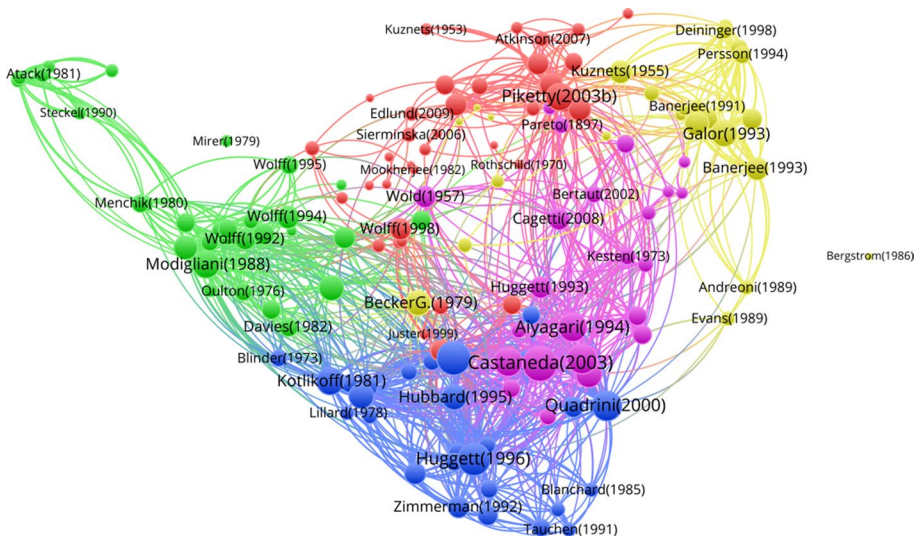 Kuznets(1953)
Deininger(1998)
Atkinson(2007)
Persson(1994)
Atack(1981)
Kuznets(1955)
Piketty(2003b)
Banerjee(1991)
Steckel(1990)
Edlund(2009)
Pareto(1897)
Sierminska(2006)
Galor(1993)
Mirer(1979)
Wolff(1995)
Mookherjee(1982)
Rothschild(1970)
Banerjee(1993)
Wold(1957)
Bertaut(2002)
Menchik(1980)
Wolff(1994)
Cagetti(2008)
Wolff(1998)
Wolff(1992)
Modigliani(1988)
Kesten(1973)
Bergstrom(1986)
Oulton(1976)
Huggett(1993)
Andreoni(1989)
BeckerG.(1979)
Evans(1989)
Davies(1982)
Juster(1999)
Aiyagari(1994)
Blinder(1973)
Castaneda(2003)
Kotlikoff(1981)
Hubbard(1995)
Quadrini(2000)
Lillard(1978)
Huggett(1996)
Blanchard(1985)
Zimmerman(1992)
Tauchen(1991)